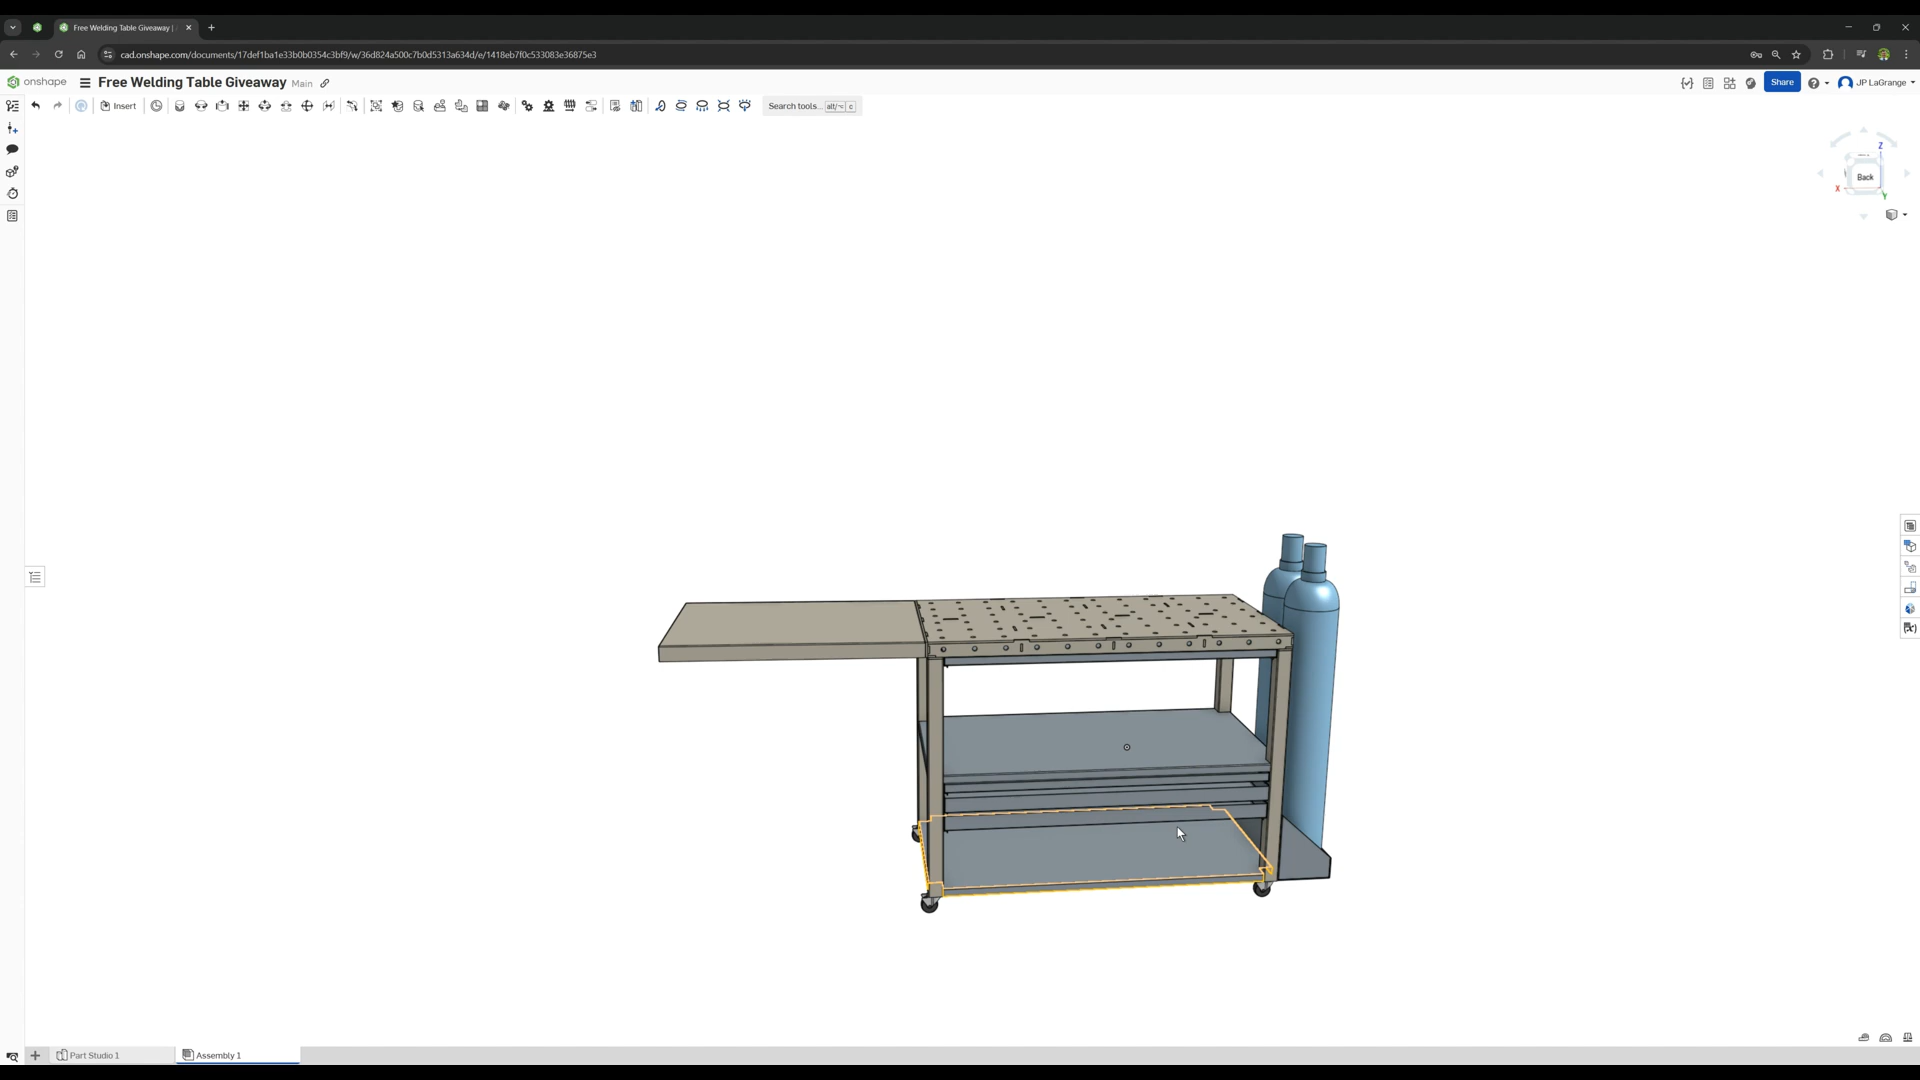 Free Welding Table Giveaway |
cad.onshape.com/documents/17def1ba1e33b0b0354c3bf9/w/36d824a500c7b0d5313a634d/e/1418eb7f0c533083e36875e3
onshape
Free Welding Table Giveaway Main
Share
JP LaGrange
Insert
Search tools... alt/⌥ c
Z
Back
X
Y
Part Studio 1
Assembly 1